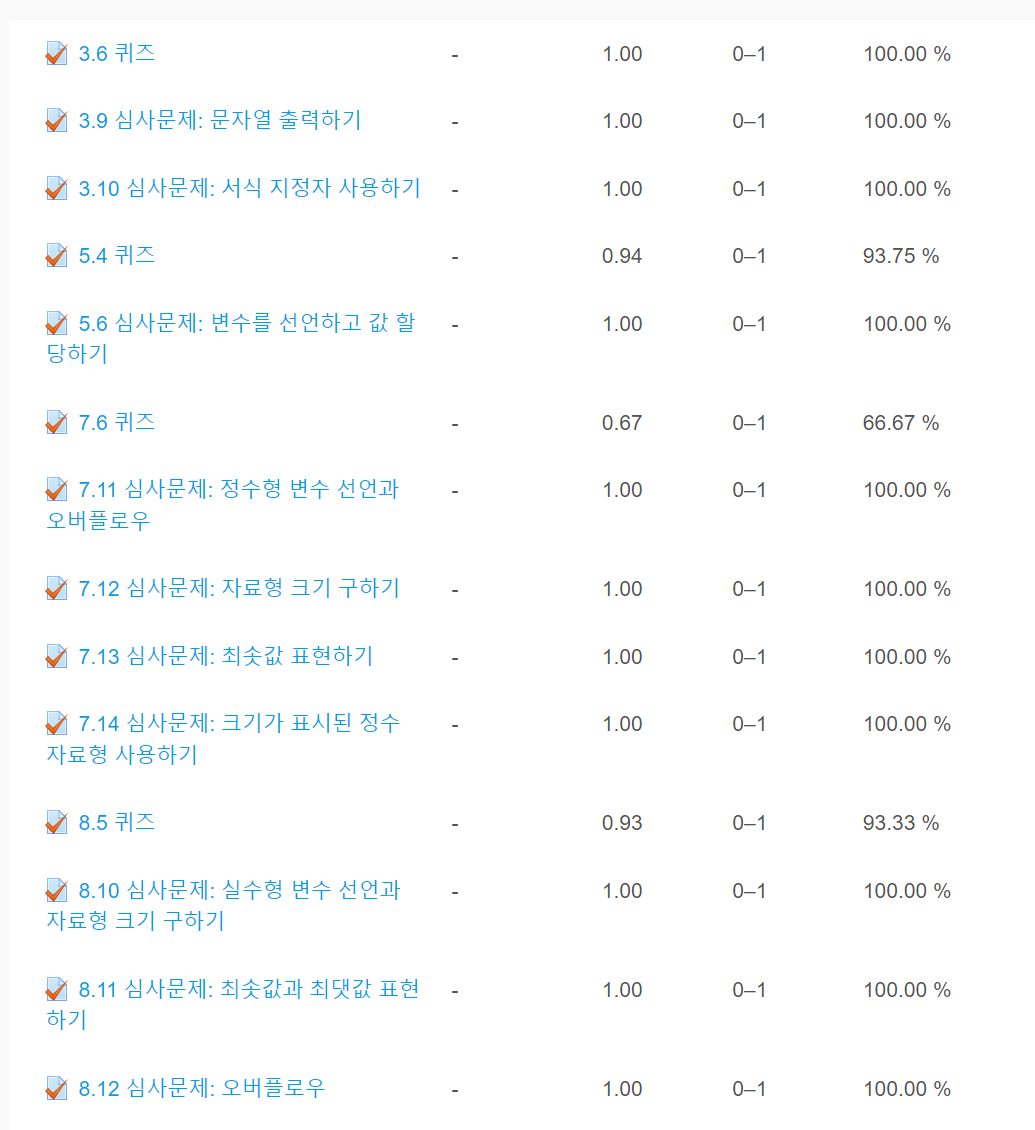 3.6 퀴즈 - 1.00 0–1 100.00 %
3.9 심사문제: 문자열 출력하기 - 1.00 0–1 100.00 %
3.10 심사문제: 서식 지정자 사용하기 - 1.00 0–1 100.00 %
5.4 퀴즈 - 0.94 0–1 93.75 %
5.6 심사문제: 변수를 선언하고 값 할 - 1.00 0–1 100.00 %
당하기
7.6 퀴즈 - 0.67 0–1 66.67 %
7.11 심사문제: 정수형 변수 선언과 - 1.00 0–1 100.00 %
오버플로우
7.12 심사문제: 자료형 크기 구하기 - 1.00 0–1 100.00 %
7.13 심사문제: 최솟값 표현하기 - 1.00 0–1 100.00 %
7.14 심사문제: 크기가 표시된 정수 - 1.00 0–1 100.00 %
자료형 사용하기
8.5 퀴즈 - 0.93 0–1 93.33 %
8.10 심사문제: 실수형 변수 선언과 - 1.00 0–1 100.00 %
자료형 크기 구하기
8.11 심사문제: 최솟값과 최댓값 표현 - 1.00 0–1 100.00 %
하기
8.12 심사문제: 오버플로우 - 1.00 0–1 100.00 %